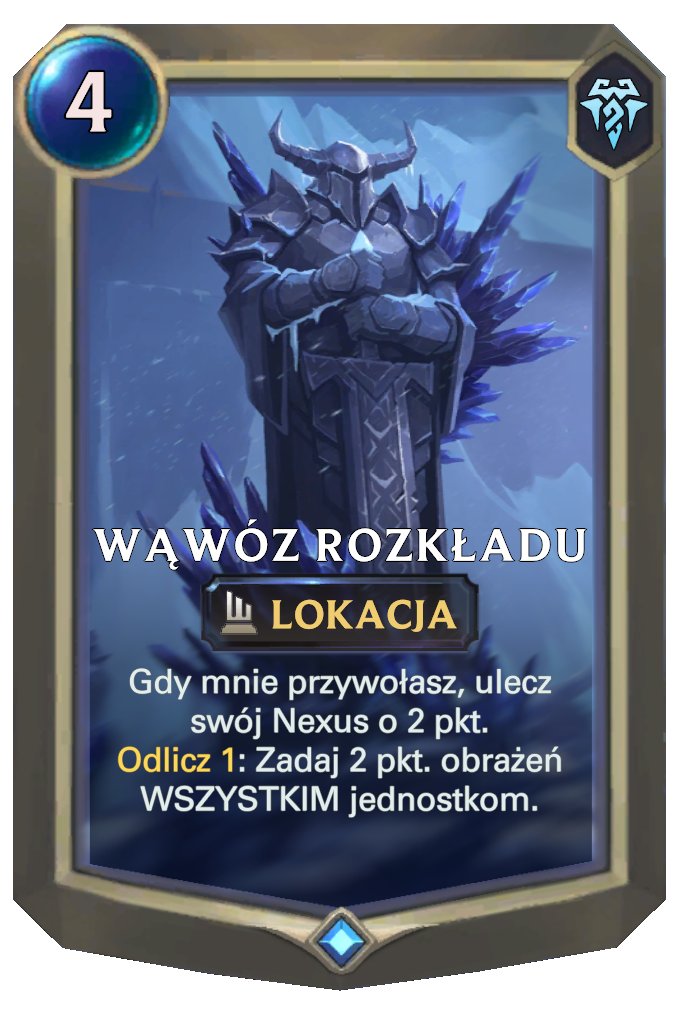 4
WĄWÓZ ROZKŁADU
LOKACJA
Gdy mnie przywołasz, ulecz
swój Nexus o 2 pkt.
Odlicz 1: Zadaj 2 pkt. obrażeń
WSZYSTKIM jednostkom.